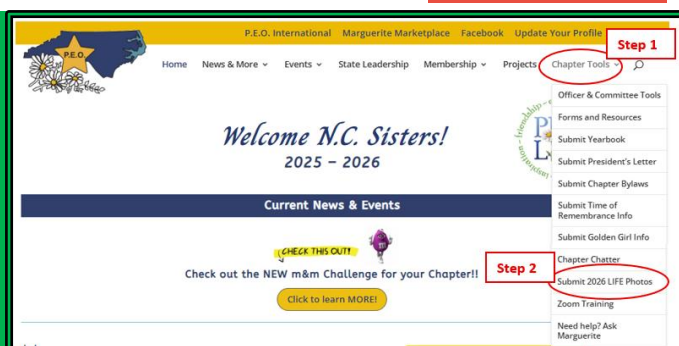 P.E.O. International Marguerite Marketplace Facebook Update Your Profile
Step 1
P.E.O.
Home News & More Events State Leadership Membership Projects Chapter Tools
Officer & Committee Tools
Forms and Resources
Submit Yearbook
Submit President's Letter
Submit Chapter Bylaws
Submit Time of
Remembrance Info
Submit Golden Girl Info
Chapter Chatter
Submit 2026 LIFE Photos
Zoom Training
Need help? Ask
Marguerite
Welcome N.C. Sisters!
2025 – 2026
Current News & Events
CHECK THIS OUT!
Check out the NEW m&m Challenge for your Chapter!!
Step 2
Click to learn MORE!